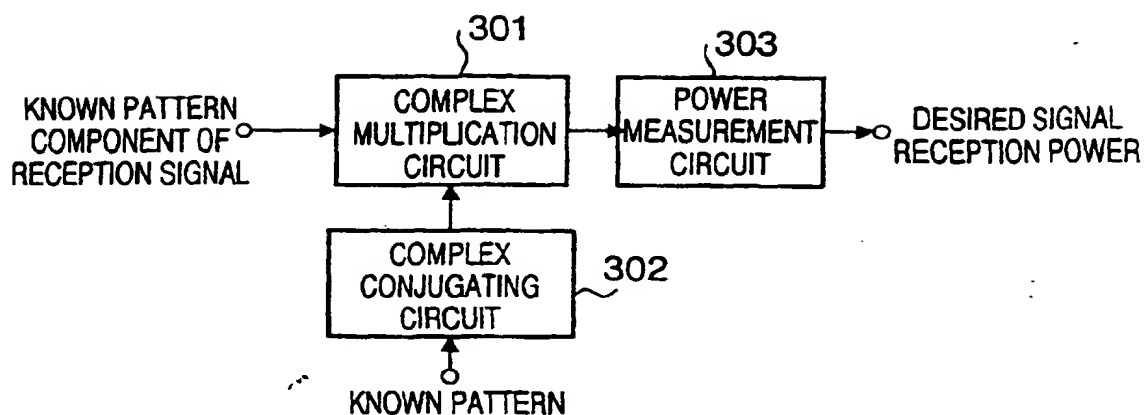 301
303
KNOWN PATTERN
COMPONENT OF
RECEPTION SIGNAL
COMPLEX
MULTIPLICATION
CIRCUIT
POWER
MEASUREMENT
CIRCUIT
DESIRED SIGNAL
RECEPTION POWER
COMPLEX
CONJUGATING
CIRCUIT
302
KNOWN PATTERN